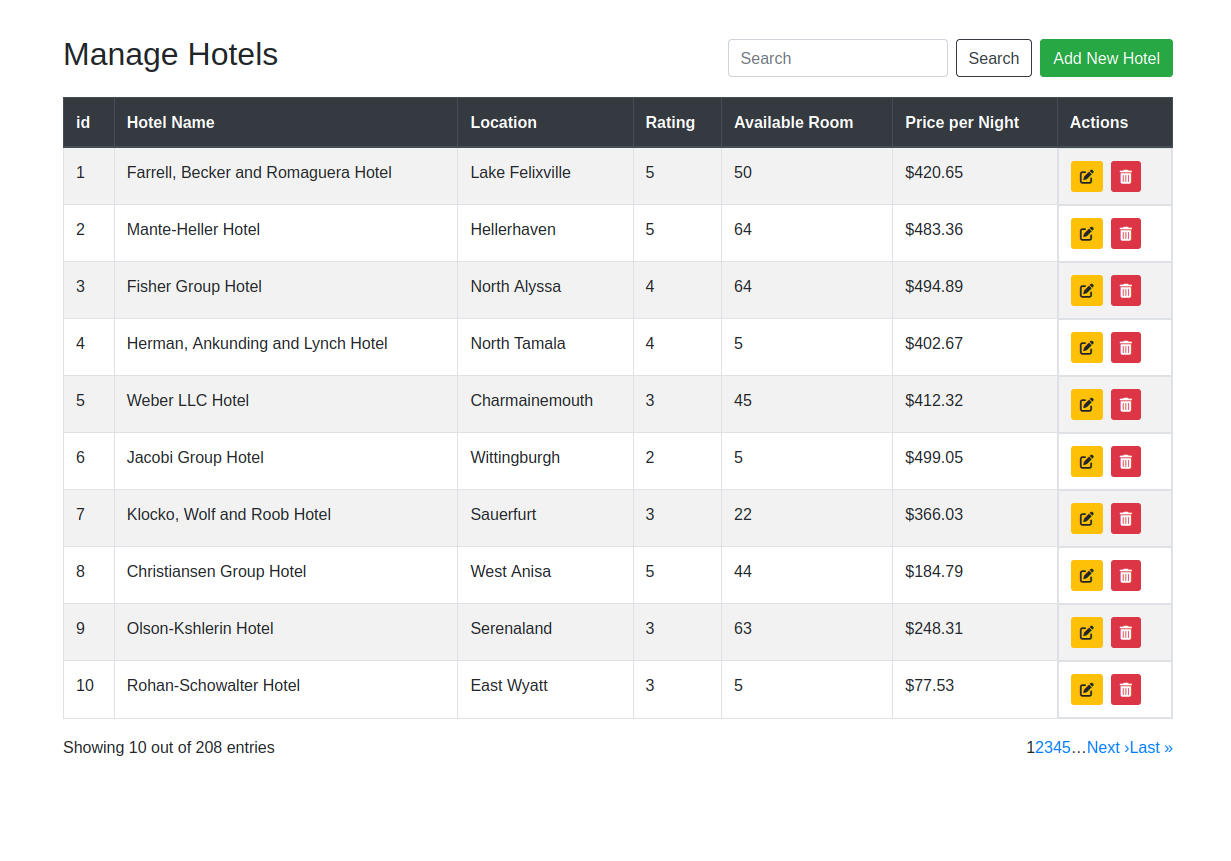 Manage Hotels
Search Search Add New Hotel
id Hotel Name Location Rating Available Room Price per Night Actions
1 Farrell, Becker and Romaguera Hotel Lake Felixville 5 50 $420.65
2 Mante-Heller Hotel Hellerhaven 5 64 $483.36
3 Fisher Group Hotel North Alyssa 4 64 $494.89
4 Herman, Ankunding and Lynch Hotel North Tamala 4 5 $402.67
5 Weber LLC Hotel Charmainemouth 3 45 $412.32
6 Jacobi Group Hotel Wittingburgh 2 5 $499.05
7 Klocko, Wolf and Roob Hotel Sauerfurt 3 22 $366.03
8 Christiansen Group Hotel West Anisa 5 44 $184.79
9 Olson-Kshlerin Hotel Serenaland 3 63 $248.31
10 Rohan-Schowalter Hotel East Wyatt 3 5 $77.53
Showing 10 out of 208 entries 12345…Next ›Last »